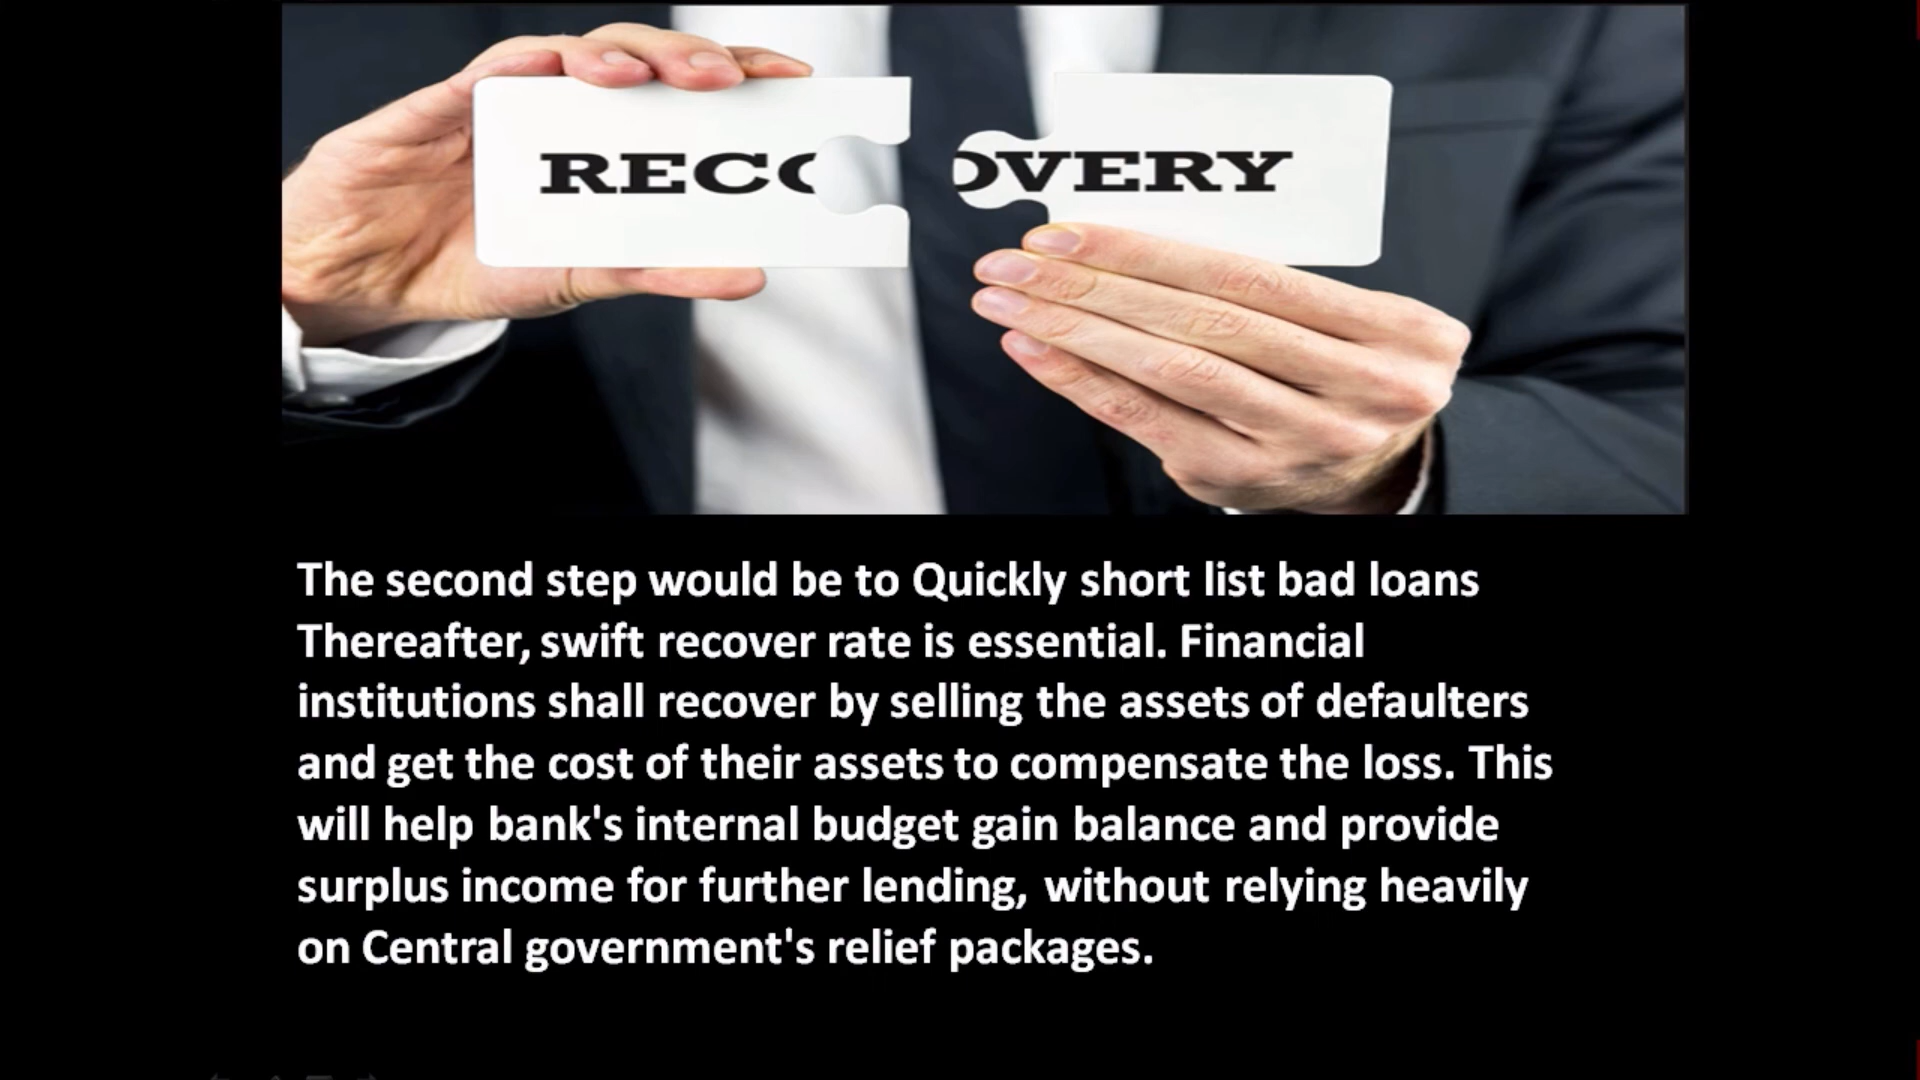 RECOVERY
The second step would be to Quickly short list bad loans
Thereafter, swift recover rate is essential. Financial
institutions shall recover by selling the assets of defaulters
and get the cost of their assets to compensate the loss. This
will help bank's internal budget gain balance and provide
surplus income for further lending, without relying heavily
on Central government's relief packages.